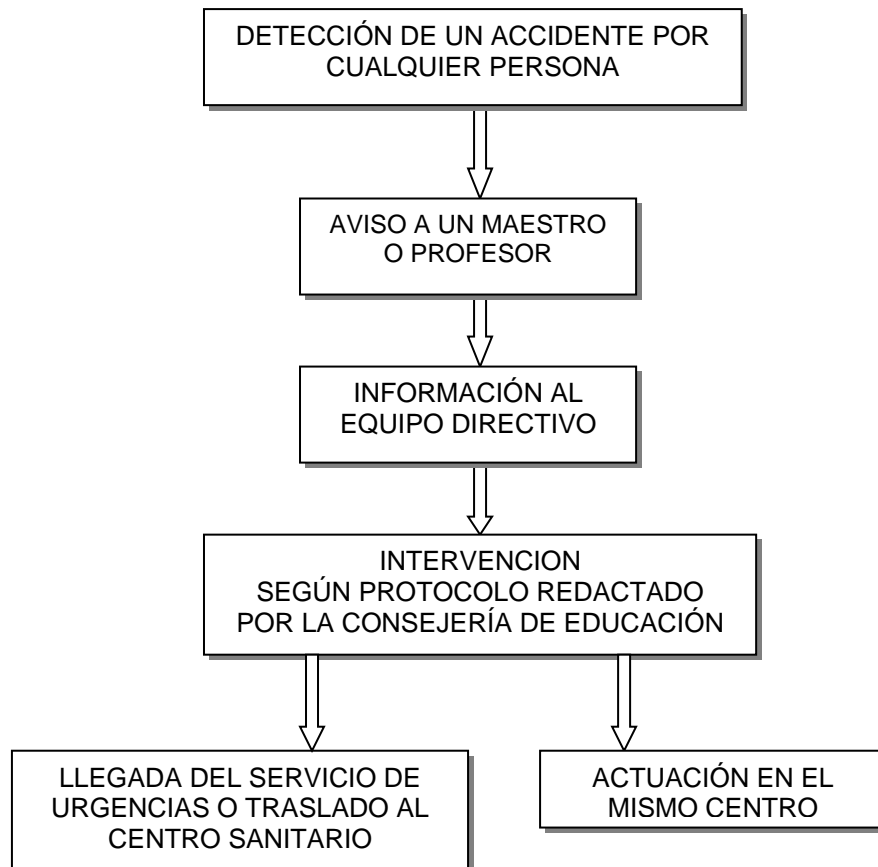 DETECCIÓN DE UN ACCIDENTE POR
CUALQUIER PERSONA
AVISO A UN MAESTRO
O PROFESOR
INFORMACIÓN AL
EQUIPO DIRECTIVO
INTERVENCION
SEGÚN PROTOCOLO REDACTADO
POR LA CONSEJERÍA DE EDUCACIÓN
LLEGADA DEL SERVICIO DE
URGENCIAS O TRASLADO AL
CENTRO SANITARIO
ACTUACIÓN EN EL
MISMO CENTRO